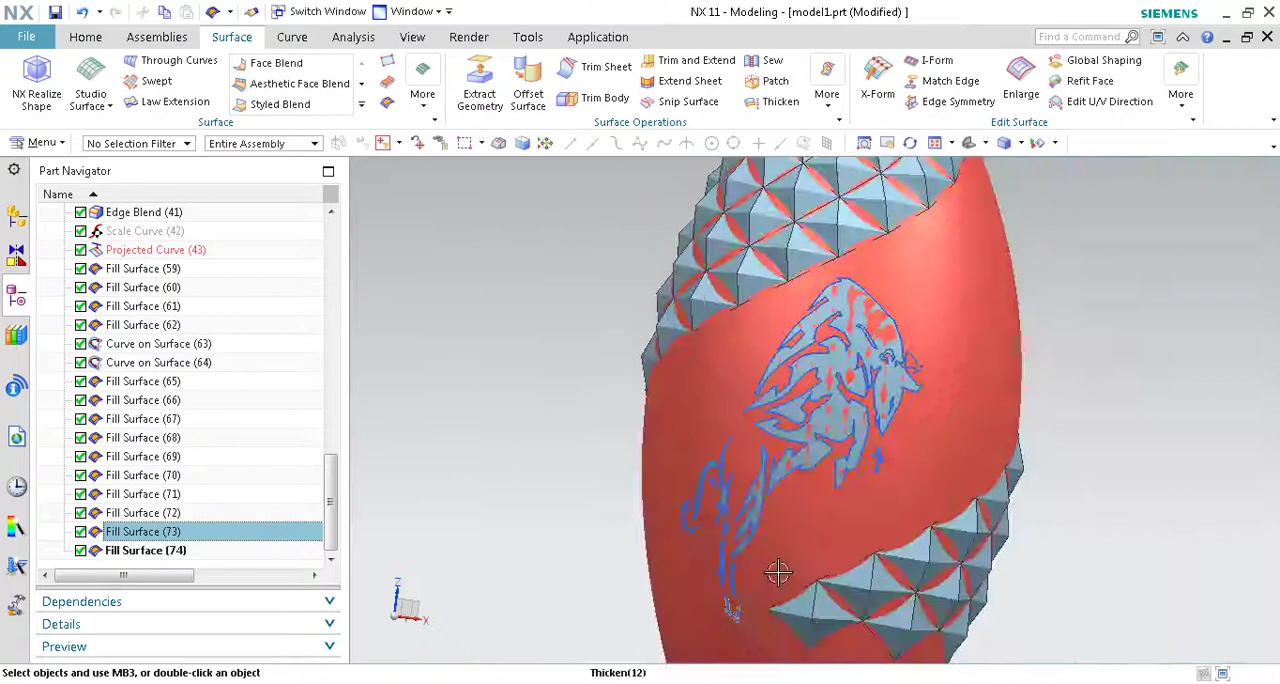 NX Switch Window Window NX 11 - Modeling - [model1.prt (Modified) ] SIEMENS
File Home Assemblies Surface Curve Analysis View Render Tools Application Find a Command
NX Realize Shape
Studio Surface
Through Curves
Swept
Law Extension
Face Blend
Aesthetic Face Blend
Styled Blend
More
Surface
Extract Geometry
Offset Surface
Trim Sheet
Trim Body
Trim and Extend
Extend Sheet
Snip Surface
Sew
Patch
Thicken
More
Surface Operations
X-Form
I-Form
Match Edge
Edge Symmetry
Enlarge
Global Shaping
Refit Face
Edit U/V Direction
More
Edit Surface
Menu No Selection Filter Entire Assembly
Part Navigator
Name
Edge Blend (41)
Scale Curve (42)
Projected Curve (43)
Fill Surface (59)
Fill Surface (60)
Fill Surface (61)
Fill Surface (62)
Curve on Surface (63)
Curve on Surface (64)
Fill Surface (65)
Fill Surface (66)
Fill Surface (67)
Fill Surface (68)
Fill Surface (69)
Fill Surface (70)
Fill Surface (71)
Fill Surface (72)
Fill Surface (73)
Fill Surface (74)
Dependencies
Details
Preview
Z
X
Select objects and use MB3, or double-click an object Thicken(12)